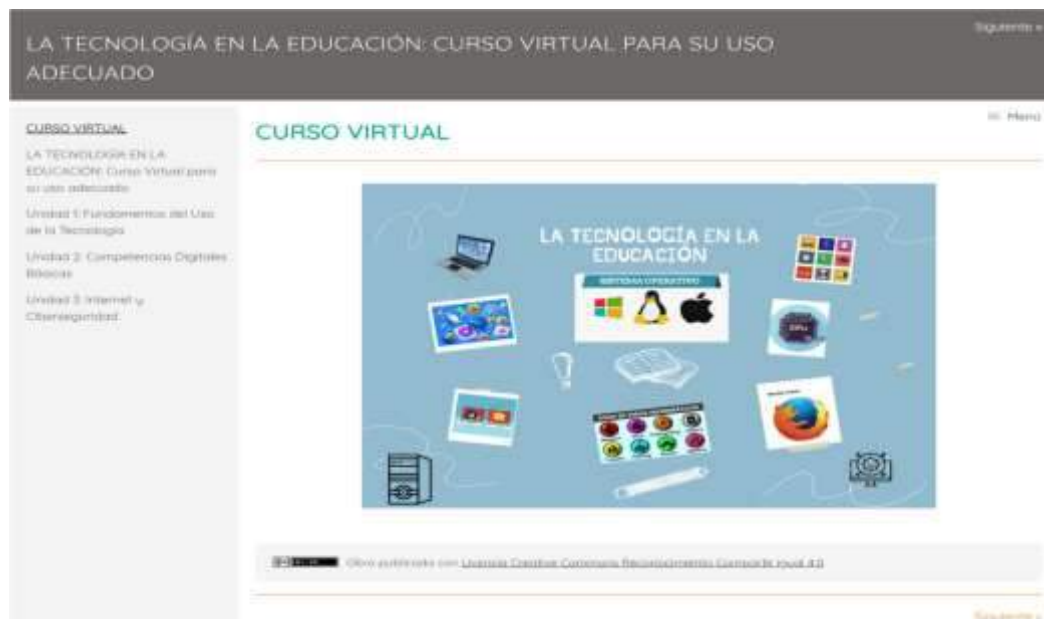 Siguiente »
LA TECNOLOGÍA EN LA EDUCACIÓN: CURSO VIRTUAL PARA SU USO
ADECUADO
Menú
CURSO VIRTUAL
LA TECNOLOGÍA EN LA
EDUCACIÓN: Curso Virtual para
su uso adecuado
Unidad 1: Fundamentos del Uso
de la Tecnología
Unidad 2: Competencias Digitales
Básicas
Unidad 3: Internet y
Ciberseguridad
CURSO VIRTUAL
LA TECNOLOGÍA EN LA
EDUCACIÓN
SISTEMA OPERATIVO
CPU
Obra publicada con Licencia Creative Commons Reconocimiento Compartir igual 4.0
Siguiente »